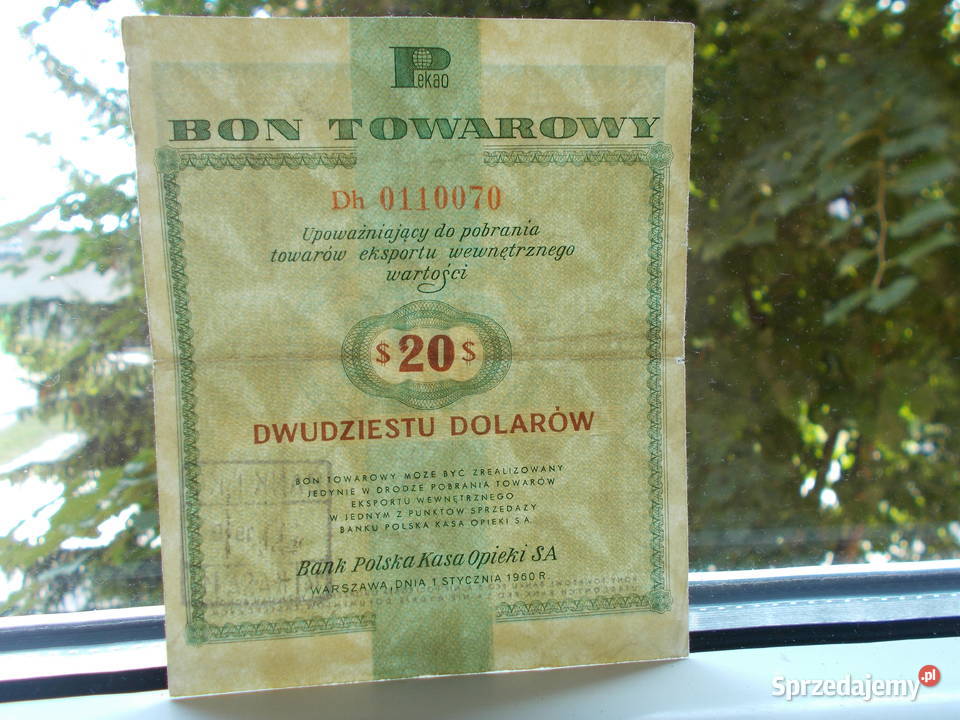 Pekao
BON TOWAROWY
Dh 0110070
Upoważniający do pobrania
towarów eksportu wewnętrznego
wartości
$ 20 $
DWUDZIESTU DOLARÓW
BON TOWAROWY MOŻE BYĆ ZREALIZOWANY
JEDYNIE W DRODZE POBRANIA TOWARÓW
EKSPORTU WEWNĘTRZNEGO
W JEDNYM Z PUNKTÓW SPRZEDAŻY
BANKU POLSKA KASA OPIEKI S.A.
Bank Polska Kasa Opieki SA
WARSZAWA, DNIA 1 STYCZNIA 1960 R.
Sprzedajemy.pl